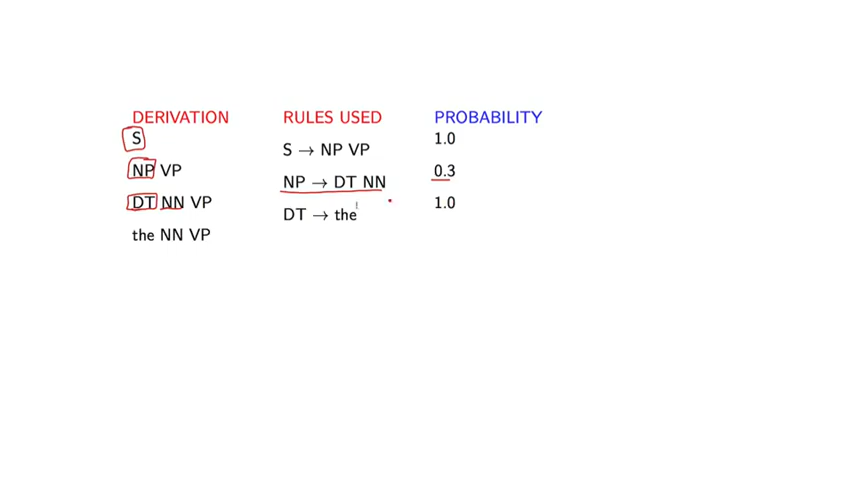 DERIVATION RULES USED PROBABILITY
S 1.0
S → NP VP
NP VP 0.3
NP → DT NN
DT NN VP 1.0
DT → the
the NN VP